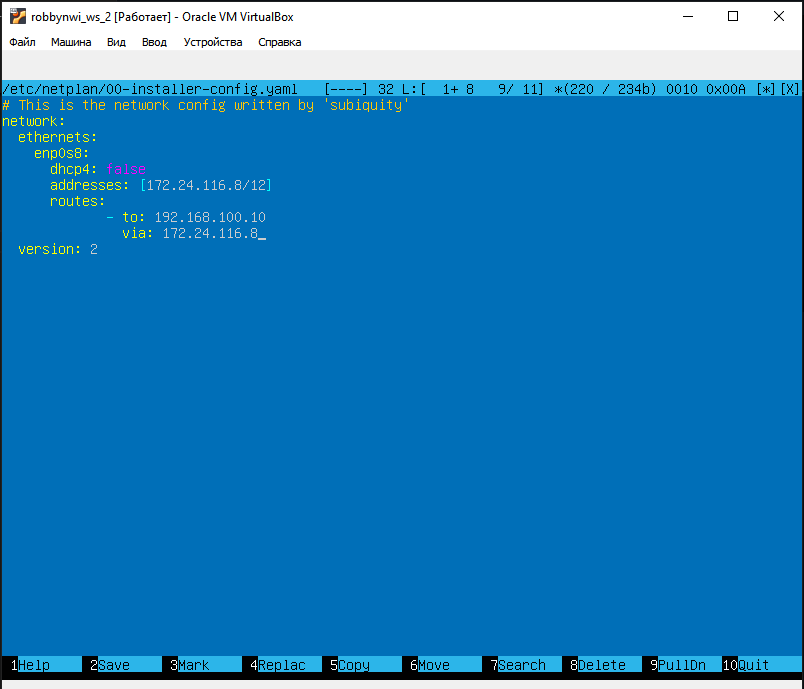 robbynwi_ws_2 [Работает] - Oracle VM VirtualBox
Файл Машина Вид Ввод Устройства Справка
/etc/netplan/00-installer-config.yaml [----] 32 L:[ 1+ 8 9/ 11] *(220 / 234b) 0010 0x00A [*][X]
# This is the network config written by 'subiquity'
network:
  ethernets:
    enp0s8:
      dhcp4: false
      addresses: [172.24.116.8/12]
      routes:
             - to: 192.168.100.10
               via: 172.24.116.8_
  version: 2
1Help 2Save 3Mark 4Replac 5Copy 6Move 7Search 8Delete 9PullDn 10Quit